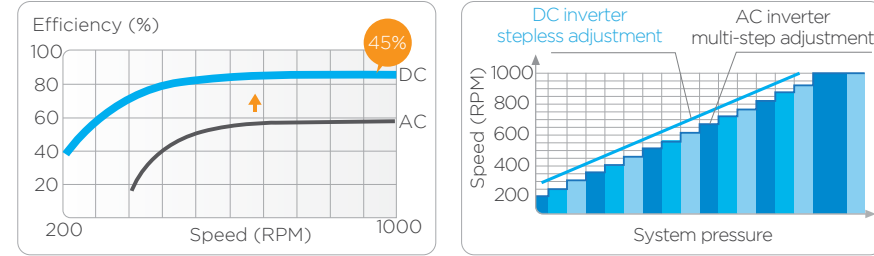 Efficiency (%)
45%
100
80
60
40
20
DC
AC
200
Speed (RPM)
1000
DC inverter
stepless adjustment
AC inverter
multi-step adjustment
Speed (RPM)
1000
800
600
400
200
System pressure